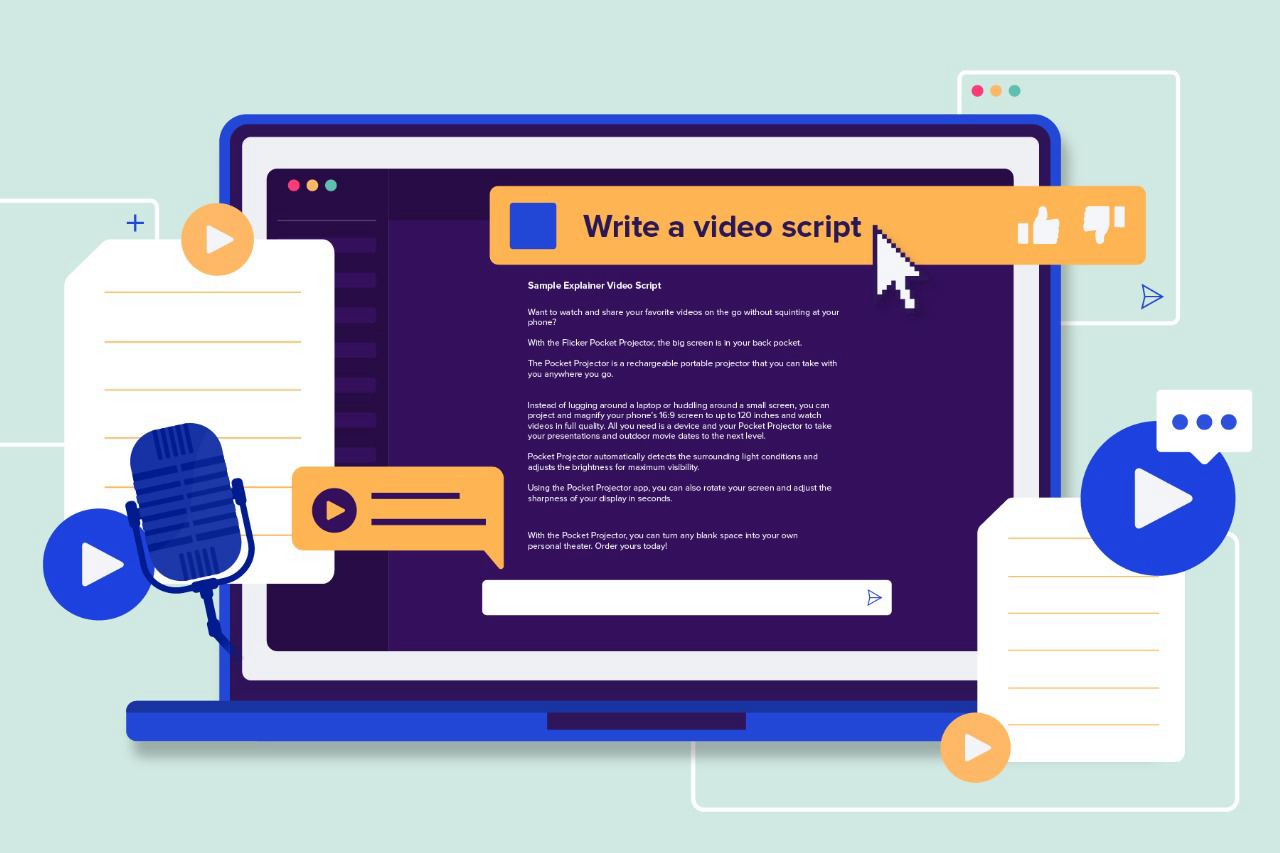 Write a video script
Sample Explainer Video Script
Want to watch and share your favorite videos on the go without squinting at your
phone?
With the Flicker Pocket Projector, the big screen is in your back pocket.
The Pocket Projector is a rechargeable portable projector that you can take with
you anywhere you go.
Instead of lugging around a laptop or huddling around a small screen, you can
project and magnify your phone's 16:9 screen to up to 120 inches and watch
videos in full quality. All you need is a device and your Pocket Projector to take
your presentations and outdoor movie dates to the next level.
Pocket Projector automatically detects the surrounding light conditions and
adjusts the brightness for maximum visibility.
Using the Pocket Projector app, you can also rotate your screen and adjust the
sharpness of your display in seconds.
With the Pocket Projector, you can turn any blank space into your own
personal theater. Order yours today!